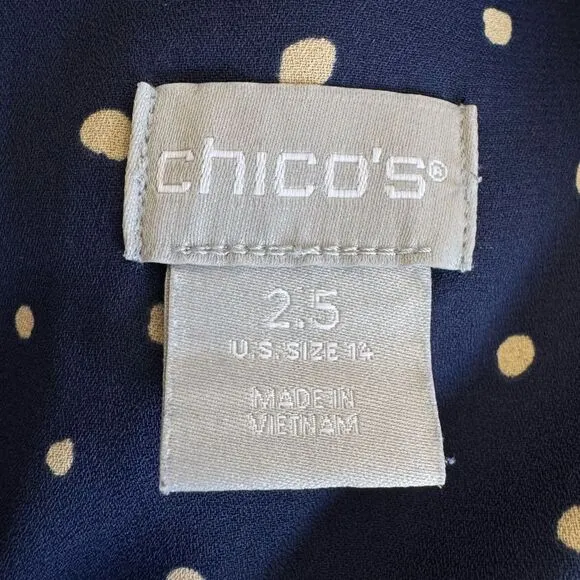 chico's®
2.5
U.S. SIZE 14
MADE IN
VIETNAM